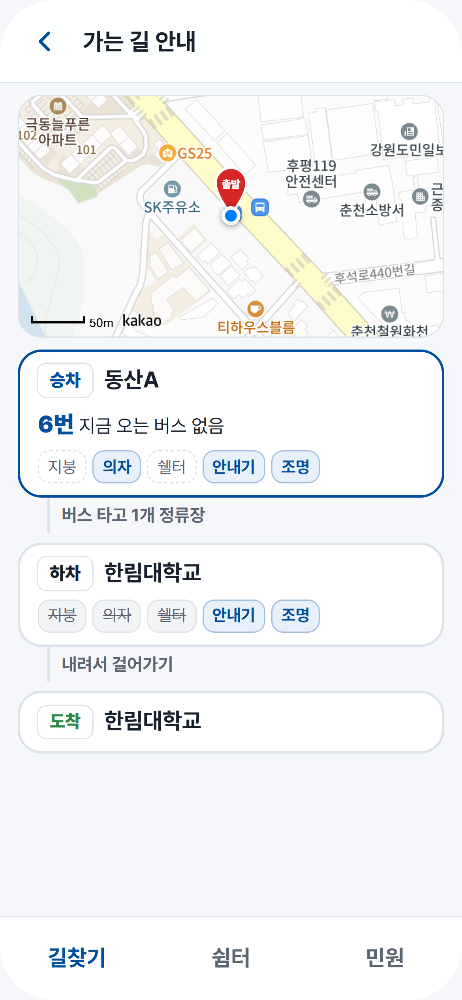 가는 길 안내
극동늘푸른
아파트
102
101
GS25
24
SK주유소
출발
후평119
안전센터
강원도민일보
춘천소방서
근
종
후석로440번길
티하우스블름
춘천철원화천
50m
kakao
승차
동산A
6번 지금 오는 버스 없음
지붕 의자 쉘터 안내기 조명
버스 타고 1개 정류장
하차
한림대학교
지붕 의자 쉘터 안내기 조명
내려서 걸어가기
도착
한림대학교
길찾기 쉼터 민원